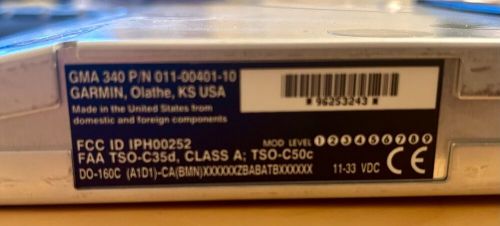 GMA 340 P/N 011-00401-10
GARMIN, Olathe, KS USA
Made in the United States from
domestic and foreign components
* 96253243 *
FCC ID IPH00252
MOD LEVEL 1 2 3 4 5 6 7 8 9
FAA TSO-C35d, CLASS A; TSO-C50c
DO-160C (A1D1)-CA(BMN)XXXXXXZBABATBXXXXXX 11-33 VDC